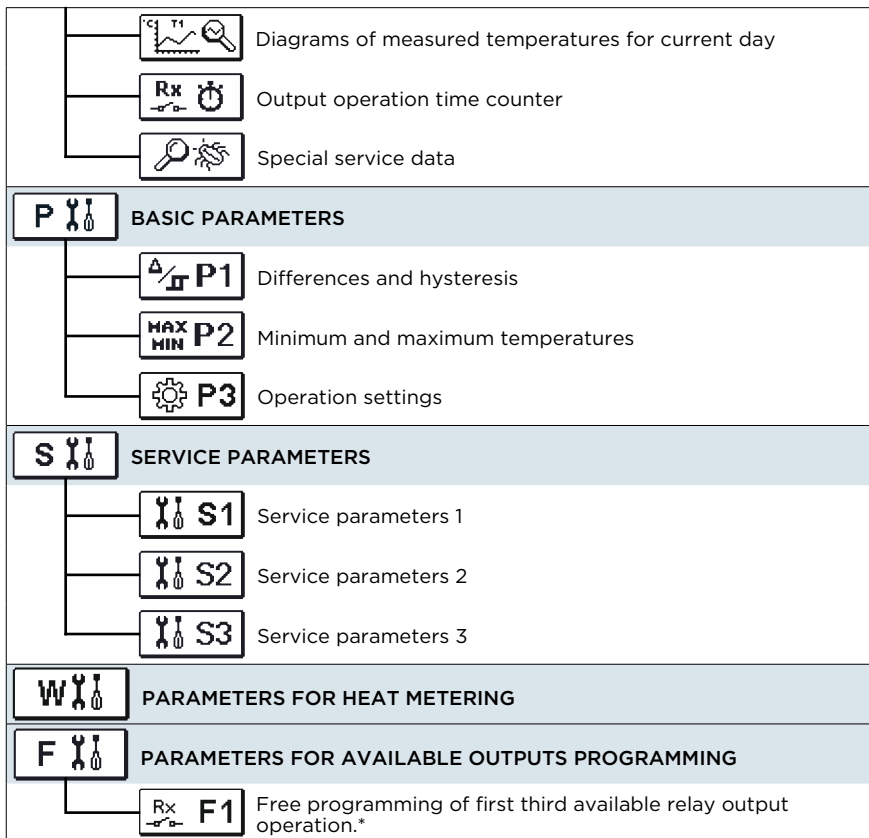 °C T1 Diagrams of measured temperatures for current day
Rx Output operation time counter
Special service data
P BASIC PARAMETERS
Δ/ P1 Differences and hysteresis
MAX MIN P2 Minimum and maximum temperatures
P3 Operation settings
S SERVICE PARAMETERS
S1 Service parameters 1
S2 Service parameters 2
S3 Service parameters 3
W PARAMETERS FOR HEAT METERING
F PARAMETERS FOR AVAILABLE OUTPUTS PROGRAMMING
Rx F1 Free programming of first third available relay output
operation.*